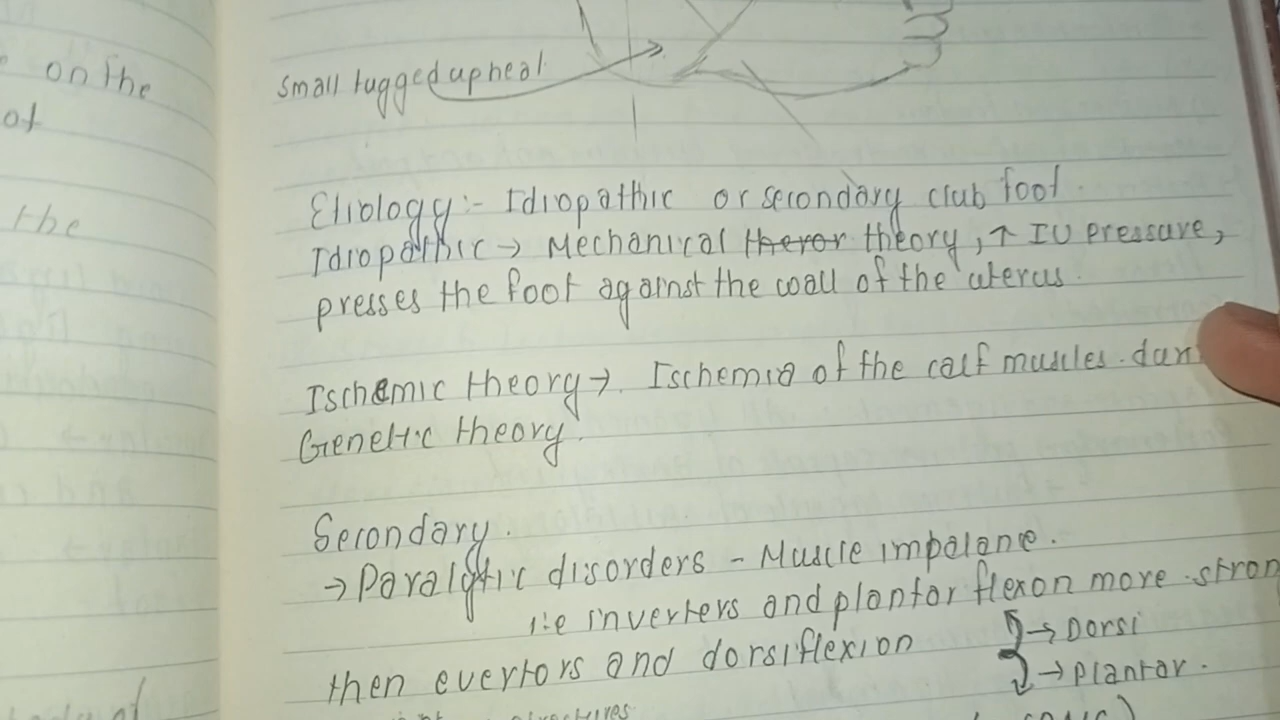 on the
of
the
small tugged up heal
Etiology :- Idiopathic or secondary club foot.
Idiopathic → Mechanical theror theory, ↑ IU pressure,
presses the foot against the wall of the uterus.
Ischemic theory → Ischemia of the calf muscles.
Genetic theory.
Secondary.
→ Paralytic disorders - Muscle impalane.
i.e inverters and plantar flexon more stron
then evertors and dorsiflexion
→ Dorsi
→ plantar.